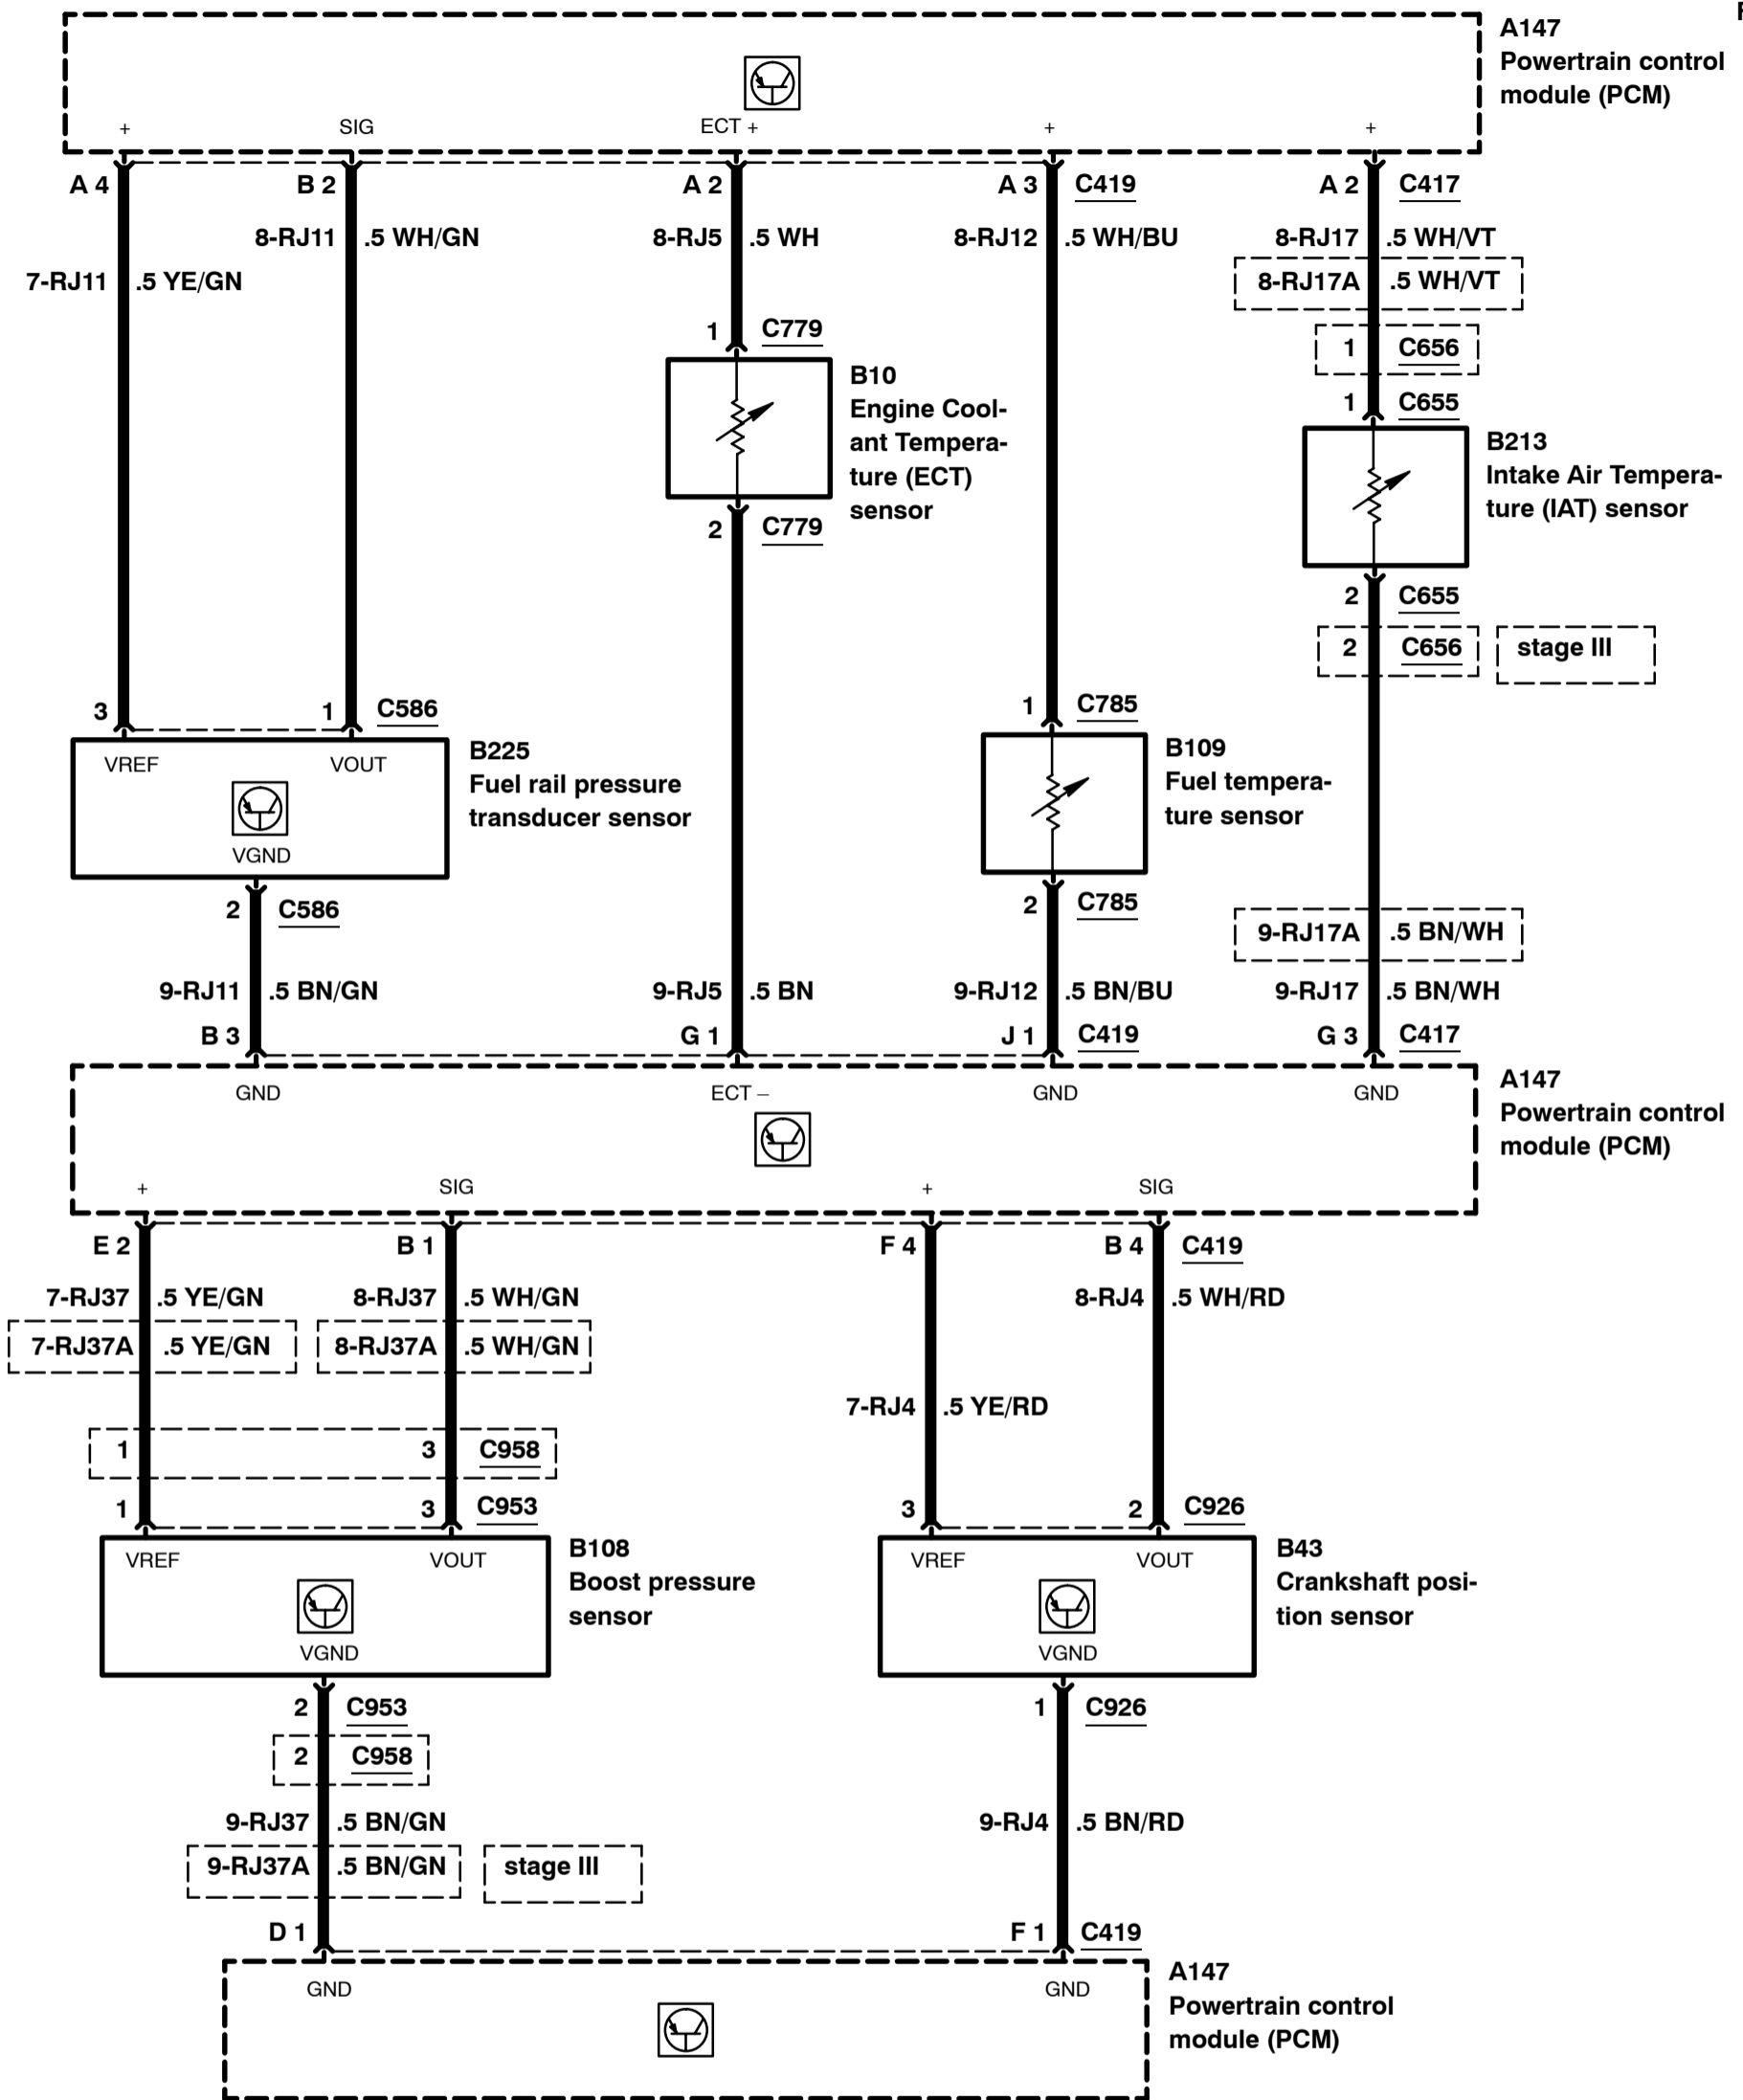 A147
Powertrain control
module (PCM)
+ SIG ECT + + +
A 4 B 2 A 2 A 3 C419 A 2 C417
8-RJ11 .5 WH/GN 8-RJ5 .5 WH 8-RJ12 .5 WH/BU 8-RJ17 .5 WH/VT
7-RJ11 .5 YE/GN 8-RJ17A .5 WH/VT
1 C779 1 C656
B10
Engine Cool-
ant Tempera-
ture (ECT)
sensor
1 C655
B213
Intake Air Tempera-
ture (IAT) sensor
2 C779
2 C655
2 C656 stage III
3 1 C586 1 C785
VREF VOUT
VGND
B225
Fuel rail pressure
transducer sensor
B109
Fuel tempera-
ture sensor
2 C586 2 C785
9-RJ17A .5 BN/WH
9-RJ11 .5 BN/GN 9-RJ5 .5 BN 9-RJ12 .5 BN/BU 9-RJ17 .5 BN/WH
B 3 G 1 J 1 C419 G 3 C417
GND ECT – GND GND
A147
Powertrain control
module (PCM)
+ SIG + SIG
E 2 B 1 F 4 B 4 C419
7-RJ37 .5 YE/GN 8-RJ37 .5 WH/GN 8-RJ4 .5 WH/RD
7-RJ37A .5 YE/GN 8-RJ37A .5 WH/GN
7-RJ4 .5 YE/RD
1 3 C958
1 3 C953 3 2 C926
VREF VOUT
VGND
B108
Boost pressure
sensor
VREF VOUT
VGND
B43
Crankshaft posi-
tion sensor
2 C953 1 C926
2 C958
9-RJ37 .5 BN/GN 9-RJ4 .5 BN/RD
9-RJ37A .5 BN/GN stage III
D 1 F 1 C419
GND GND
A147
Powertrain control
module (PCM)